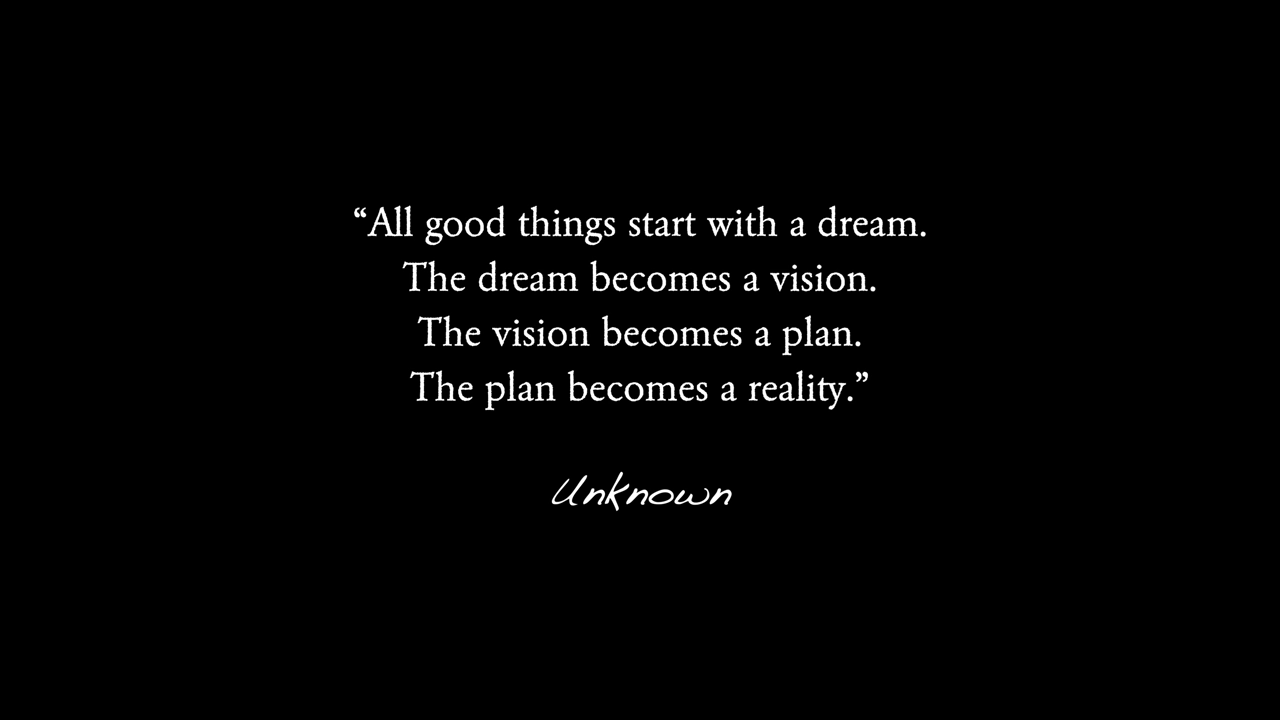 “All good things start with a dream.
The dream becomes a vision.
The vision becomes a plan.
The plan becomes a reality.”
Unknown